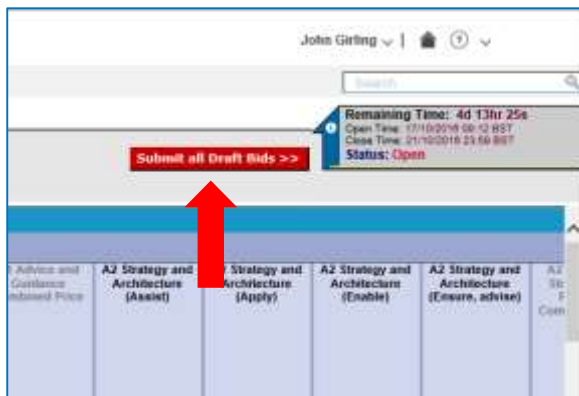 John Girling
Search
Remaining Time: 4d 13hr 25s
Open Time: 17/10/2016 09:12 BST
Close Time: 21/10/2016 23:59 BST
Status: Open
Submit all Draft Bids >>
Advice and
Guidance
Combined Price
A2 Strategy and
Architecture
(Assist)
Strategy and
Architecture
(Apply)
A2 Strategy and
Architecture
(Enable)
A2 Strategy and
Architecture
(Ensure, advise)
A2